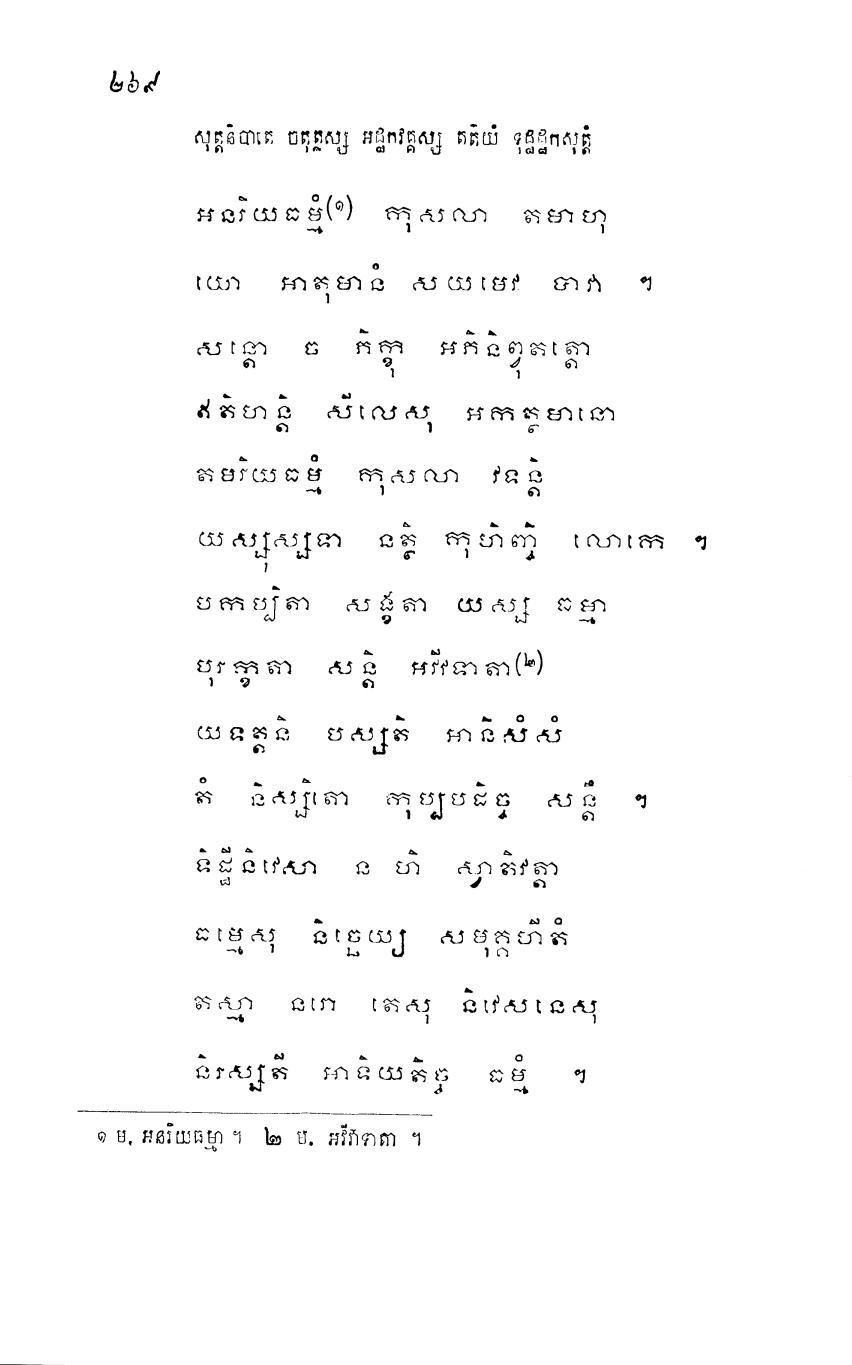 ២៦៩
សុត្តនិបាតេ ចតុត្ថស្ស អដ្ឋកវគ្គស្ស តតិយំ ទុដ្ឋដ្ឋកសុត្តំ
អនរិយធម្មំ(១) កុសលា តមាហុ
យោ អាតុមានំ សយមេវ បាវា ។
សន្តោ ច ភិក្ខុ អភិនិព្វុតត្តោ
ឥតិហន្តិ សីលេសុ អកត្ថមានោ
តមរិយធម្មំ កុសលា វទន្តិ
យស្សុស្សទា នត្ថិ កុហិញ្ចិ លោកេ ។
បកប្បិតា សង្ខតា យស្ស ធម្មា
បុរក្ខតា សន្តិ អវីវទាតា(២)
យទត្តនិ បស្សតិ អានិសំសំ
តំ និស្សិតោ កុប្បបដិច្ច សន្តឹ ។
ទិដ្ឋីនិវេសា ន ហិ ស្វាតិវត្តា
ធម្មេសុ និច្ឆេយ្យ សមុគ្គហីតំ
តស្មា នរោ តេសុ និវេសនេសុ
និរស្សតី អាទិយតិច្ច ធម្មំ ។
១ ម. អនរិយធម្មា ។ ២ ម. អវីវាទាតា ។